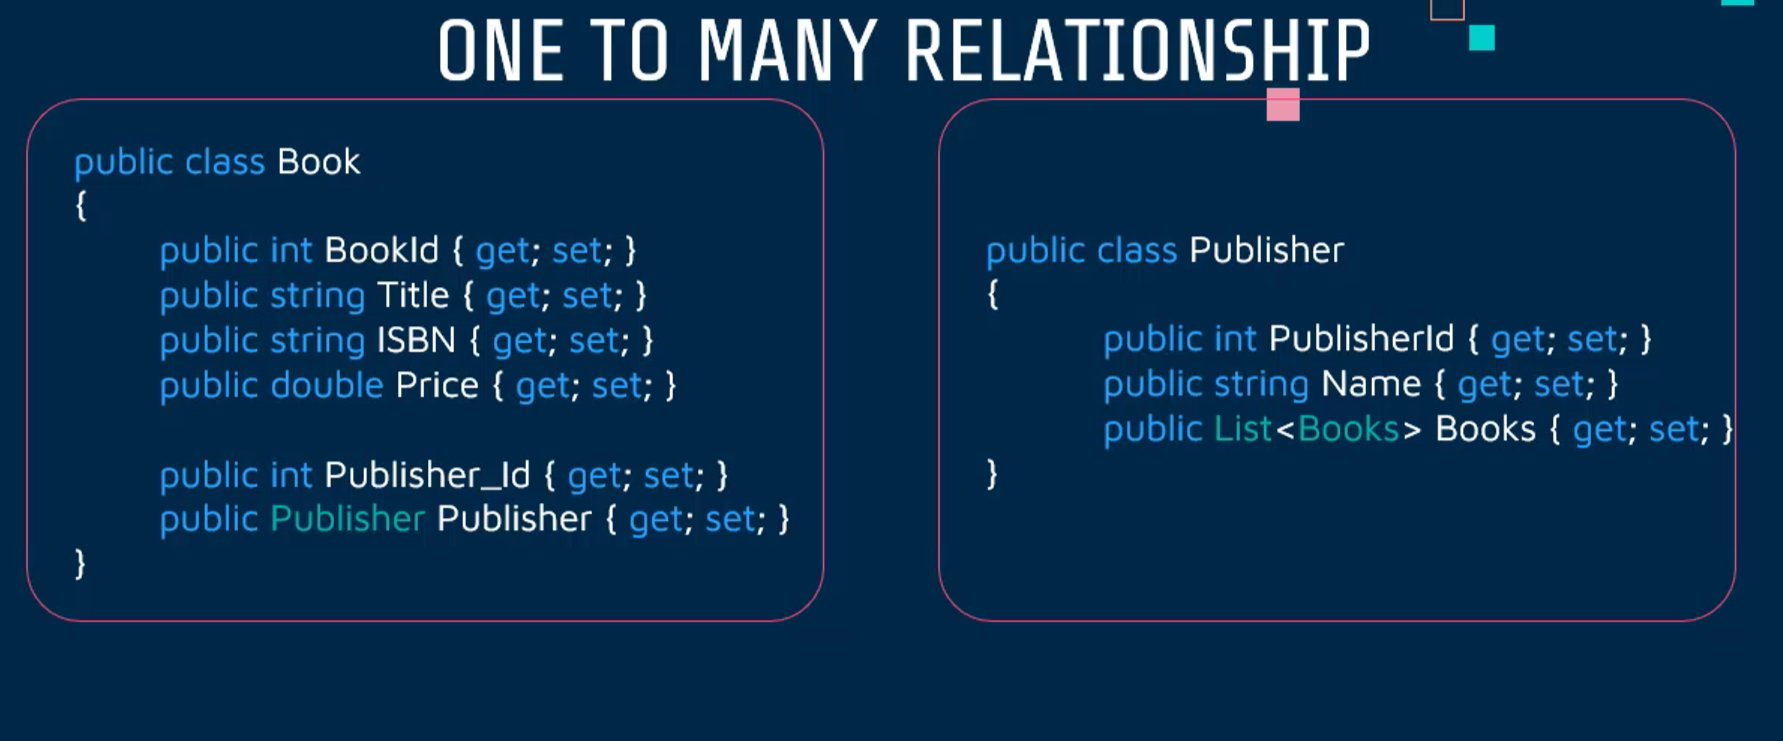 ONE TO MANY RELATIONSHIP
public class Book
{
public int BookId { get; set; }
public string Title { get; set; }
public string ISBN { get; set; }
public double Price { get; set; }
public int Publisher_Id { get; set; }
public Publisher Publisher { get; set; }
}
public class Publisher
{
public int PublisherId { get; set; }
public string Name { get; set; }
public List<Books> Books { get; set; }
}